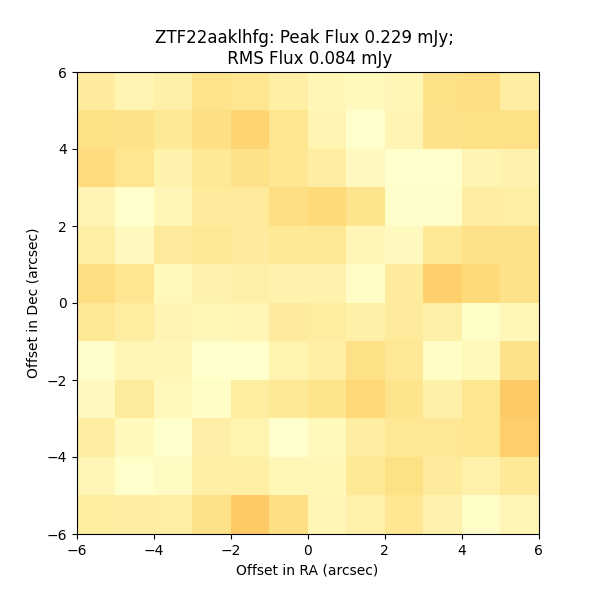 ZTF22aaklhfg: Peak Flux 0.229 mJy;
RMS Flux 0.084 mJy
6
4
2
0
−2
−4
−6
Offset in Dec (arcsec)
−6 −4 −2 0 2 4 6
Offset in RA (arcsec)